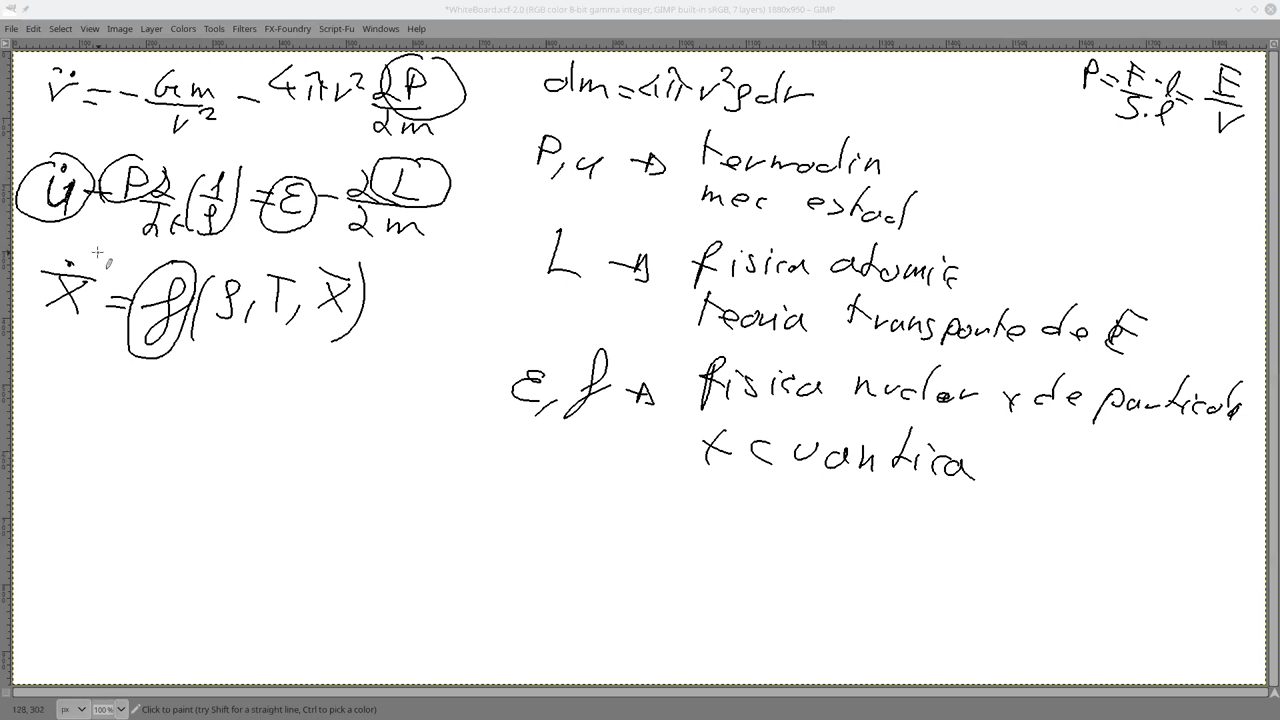 *WhiteBoard.xcf-2.0 (RGB color 8-bit gamma integer, GIMP built-in sRGB, 7 layers) 1880x950 – GIMP
File Edit Select View Image Layer Colors Tools Filters FX-Foundry Script-Fu Windows Help
r̈ = - Gm/r² - 4πr² ∂P/∂m
dm = 4πr²ρdr
P = F/S · l/l = E/V
u̇ + P ∂/∂t (1/ρ) = ε - ∂L/∂m
P, u → termodin
mec estad
Ẋ = f(ρ, T, X)
L → fisica atomic
teoria transporte de E
ε, f → fisica nuclear y de particulas
x cuantica
128, 302 px 100% Click to paint (try Shift for a straight line, Ctrl to pick a color)